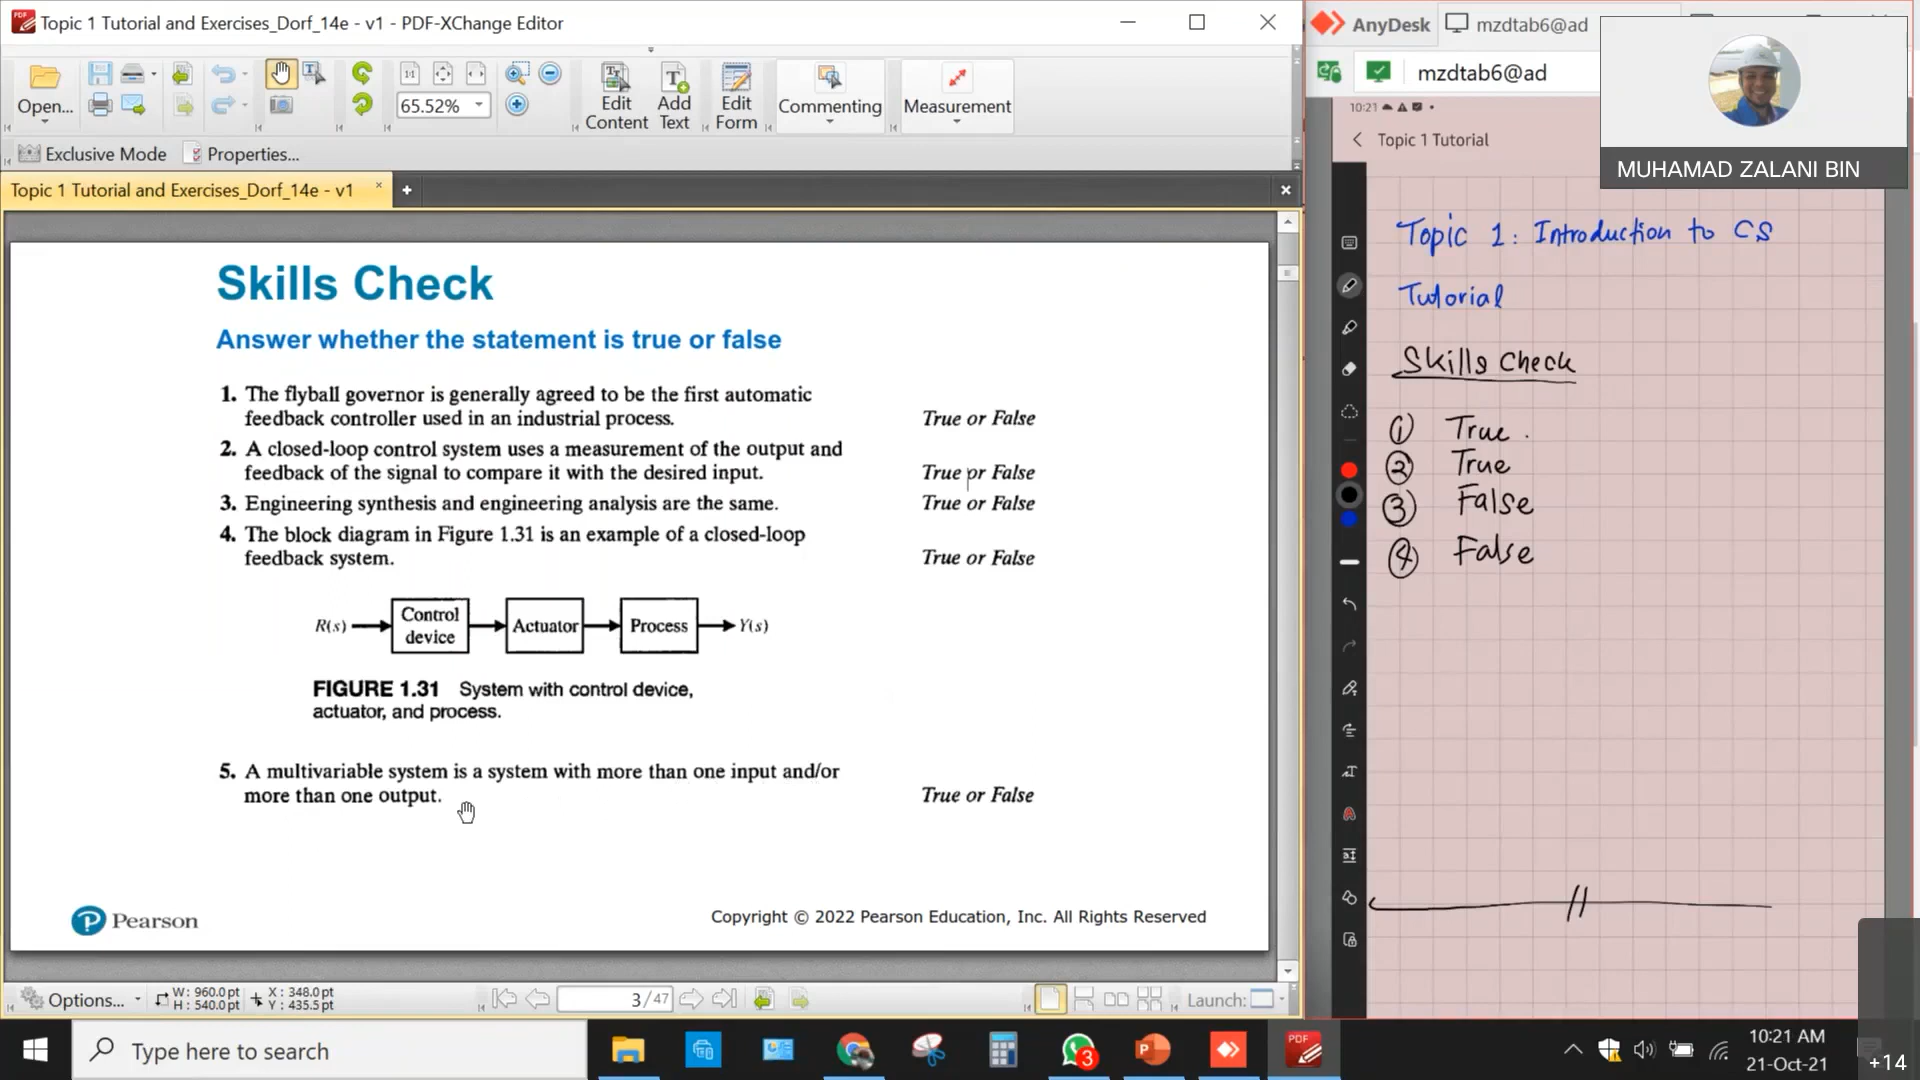 Topic 1 Tutorial and Exercises_Dorf_14e - v1 - PDF-XChange Editor
Open...
65.52%
Edit Content
Add Text
Edit Form
Commenting
Measurement
Exclusive Mode
Properties...
Topic 1 Tutorial and Exercises_Dorf_14e - v1
Skills Check
Answer whether the statement is true or false
1. The flyball governor is generally agreed to be the first automatic
feedback controller used in an industrial process. True or False
2. A closed-loop control system uses a measurement of the output and
feedback of the signal to compare it with the desired input. True or False
3. Engineering synthesis and engineering analysis are the same. True or False
4. The block diagram in Figure 1.31 is an example of a closed-loop
feedback system. True or False
R(s)
Control
device
Actuator
Process
Y(s)
FIGURE 1.31 System with control device,
actuator, and process.
5. A multivariable system is a system with more than one input and/or
more than one output. True or False
Pearson
Copyright © 2022 Pearson Education, Inc. All Rights Reserved
Options...
W: 960.0pt
H: 540.0pt
X: 348.0pt
Y: 435.5pt
3 / 47
Launch:
AnyDesk
mzdtab6@ad
mzdtab6@ad
MUHAMAD ZALANI BIN
10:21
Topic 1 Tutorial
Topic 1: Introduction to CS
Tutorial
Skills Check
① True.
② True
③ False
④ False
Type here to search
3
PDF
10:21 AM
21-Oct-21
+14